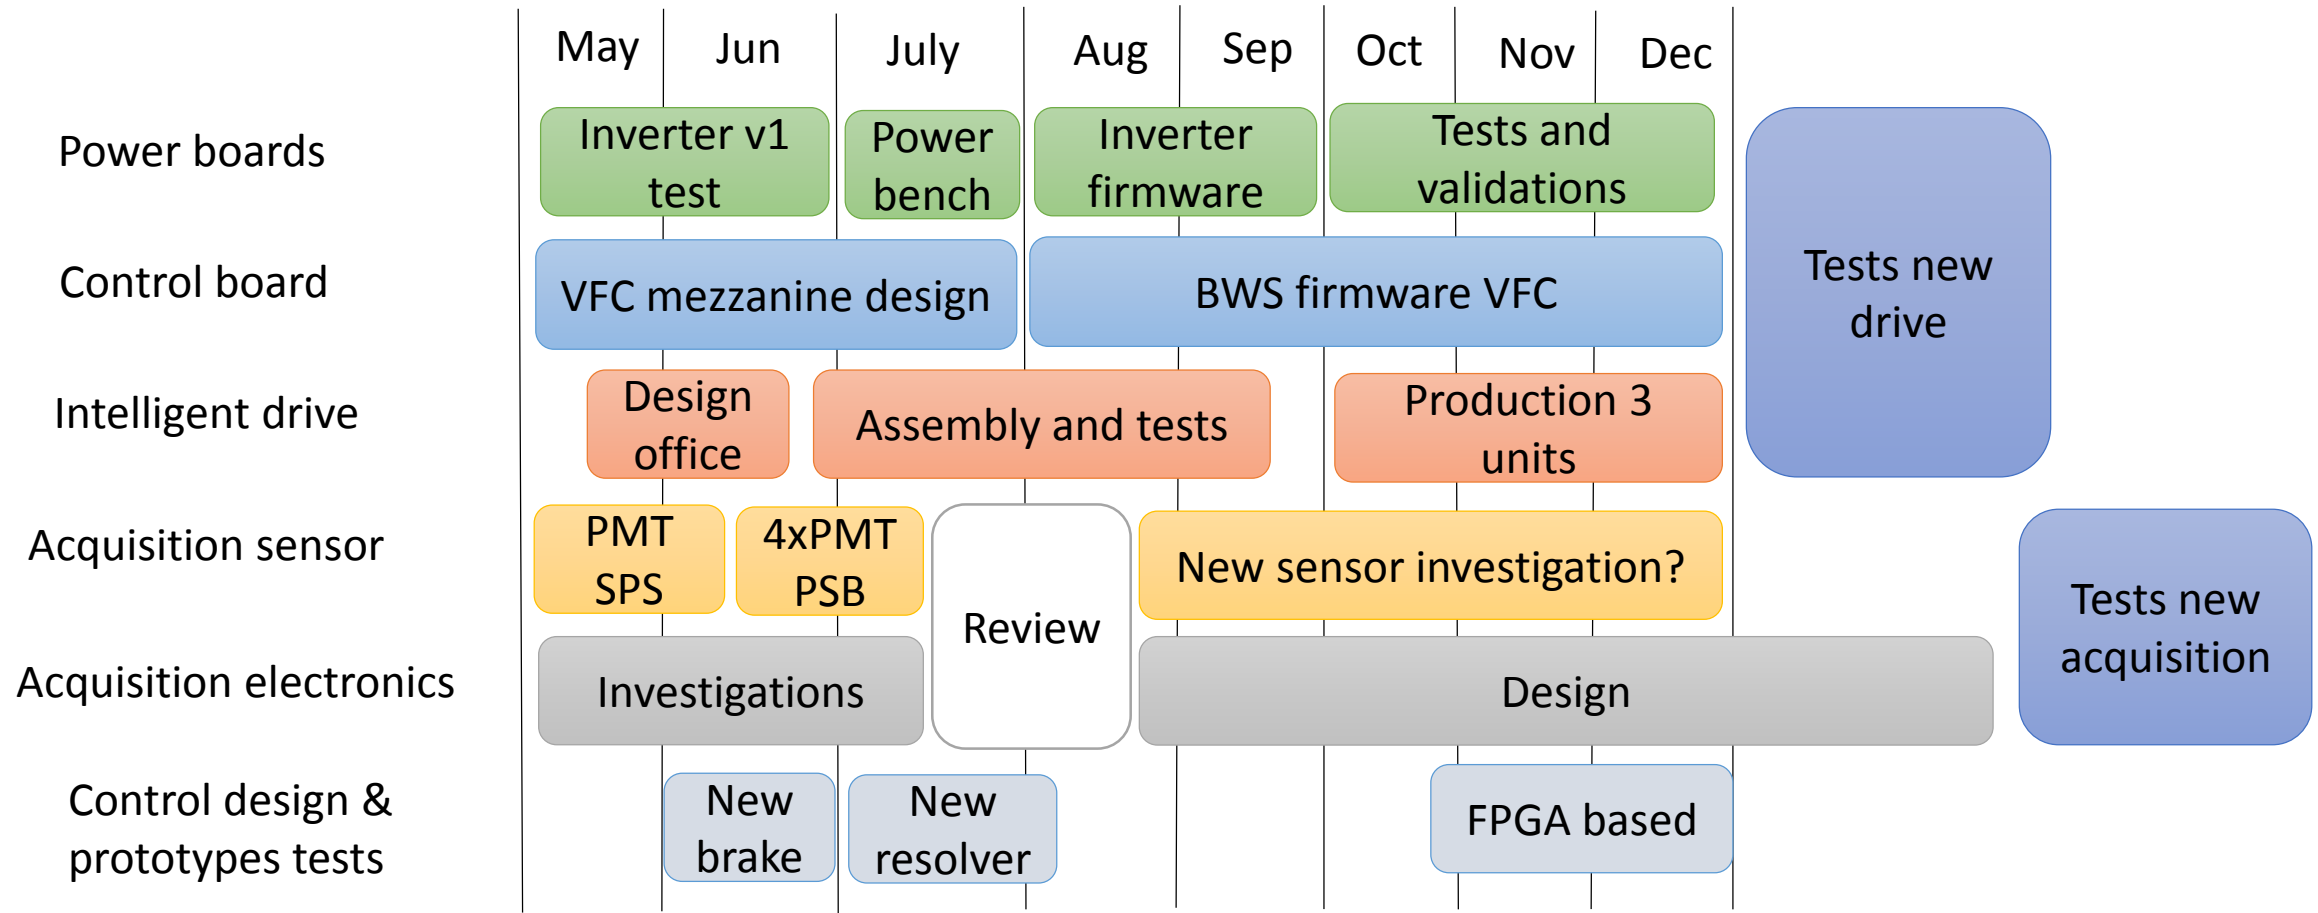 May Jun July Aug Sep Oct Nov Dec
Power boards
Inverter v1
test
Power
bench
Inverter
firmware
Tests and
validations
Tests new
drive
Control board
VFC mezzanine design
BWS firmware VFC
Intelligent drive
Design
office
Assembly and tests
Production 3
units
Acquisition sensor
PMT
SPS
4xPMT
PSB
Review
New sensor investigation?
Tests new
acquisition
Acquisition electronics
Investigations
Design
Control design &
prototypes tests
New
brake
New
resolver
FPGA based